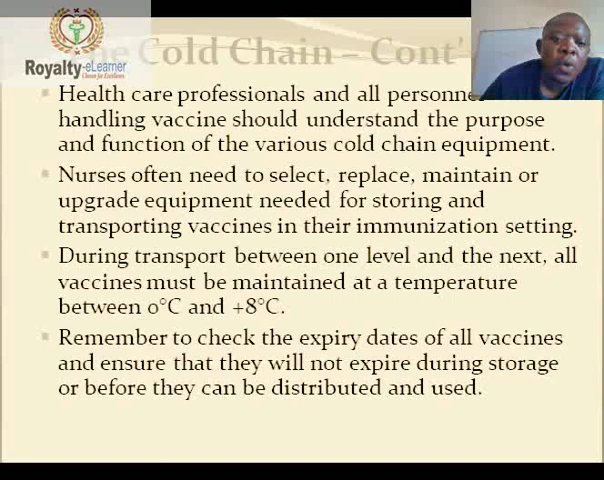 Cold Chain – Cont'
Royalty-eLearner
Health care professionals and all personne
handling vaccine should understand the purpose
and function of the various cold chain equipment.
Nurses often need to select, replace, maintain or
upgrade equipment needed for storing and
transporting vaccines in their immunization setting.
During transport between one level and the next, all
vaccines must be maintained at a temperature
between 0°C and +8°C.
Remember to check the expiry dates of all vaccines
and ensure that they will not expire during storage
or before they can be distributed and used.